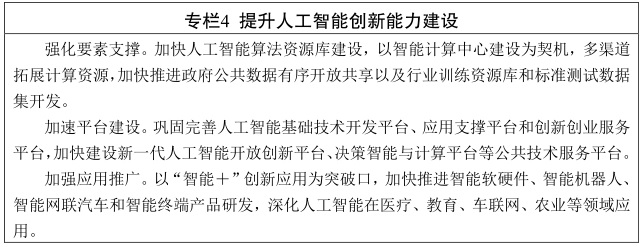 专栏4 提升人工智能创新能力建设
强化要素支撑。加快人工智能算法资源库建设，以智能计算中心建设为契机，多渠道
拓展计算资源，加快推进政府公共数据有序开放共享以及行业训练资源库和标准测试数据
集开发。
加速平台建设。巩固完善人工智能基础技术开发平台、应用支撑平台和创新创业服务
平台，加快建设新一代人工智能开放创新平台、决策智能与计算平台等公共技术服务平台。
加强应用推广。以“智能＋”创新应用为突破口，加快推进智能软硬件、智能机器人、
智能网联汽车和智能终端产品研发，深化人工智能在医疗、教育、车联网、农业等领域应
用。